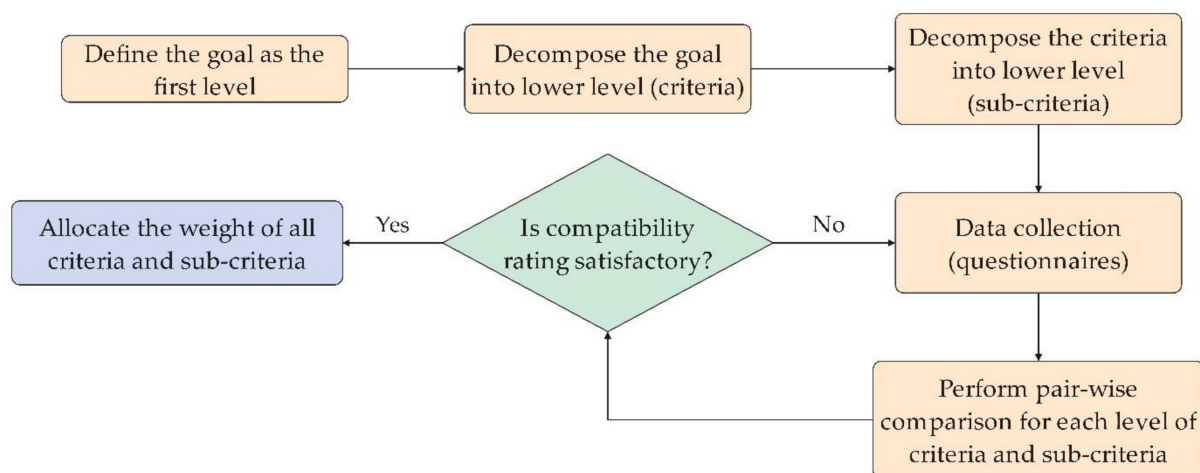 Define the goal as the
first level
Decompose the goal
into lower level (criteria)
Decompose the criteria
into lower level
(sub-criteria)
Allocate the weight of all
criteria and sub-criteria
Yes
Is compatibility
rating satisfactory?
No
Data collection
(questionnaires)
Perform pair-wise
comparison for each level of
criteria and sub-criteria